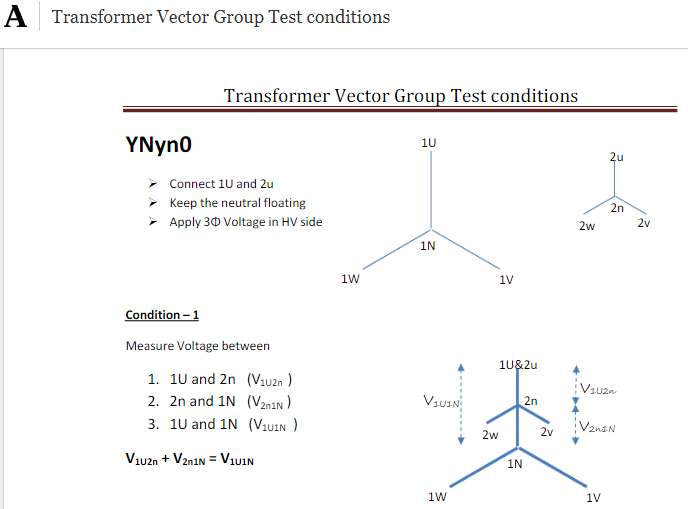 A Transformer Vector Group Test conditions
Transformer Vector Group Test conditions
YNyn0
➢ Connect 1U and 2u
➢ Keep the neutral floating
➢ Apply 3Φ Voltage in HV side
1U
1N
1W
1V
2u
2n
2w
2v
Condition – 1
Measure Voltage between
1. 1U and 2n (V1U2n )
2. 2n and 1N (V2n1N )
3. 1U and 1N (V1U1N )
V1U2n + V2n1N = V1U1N
1U&2u
V1U1N
V1U2n
2n
2w
2v
V2n1N
1N
1W
1V